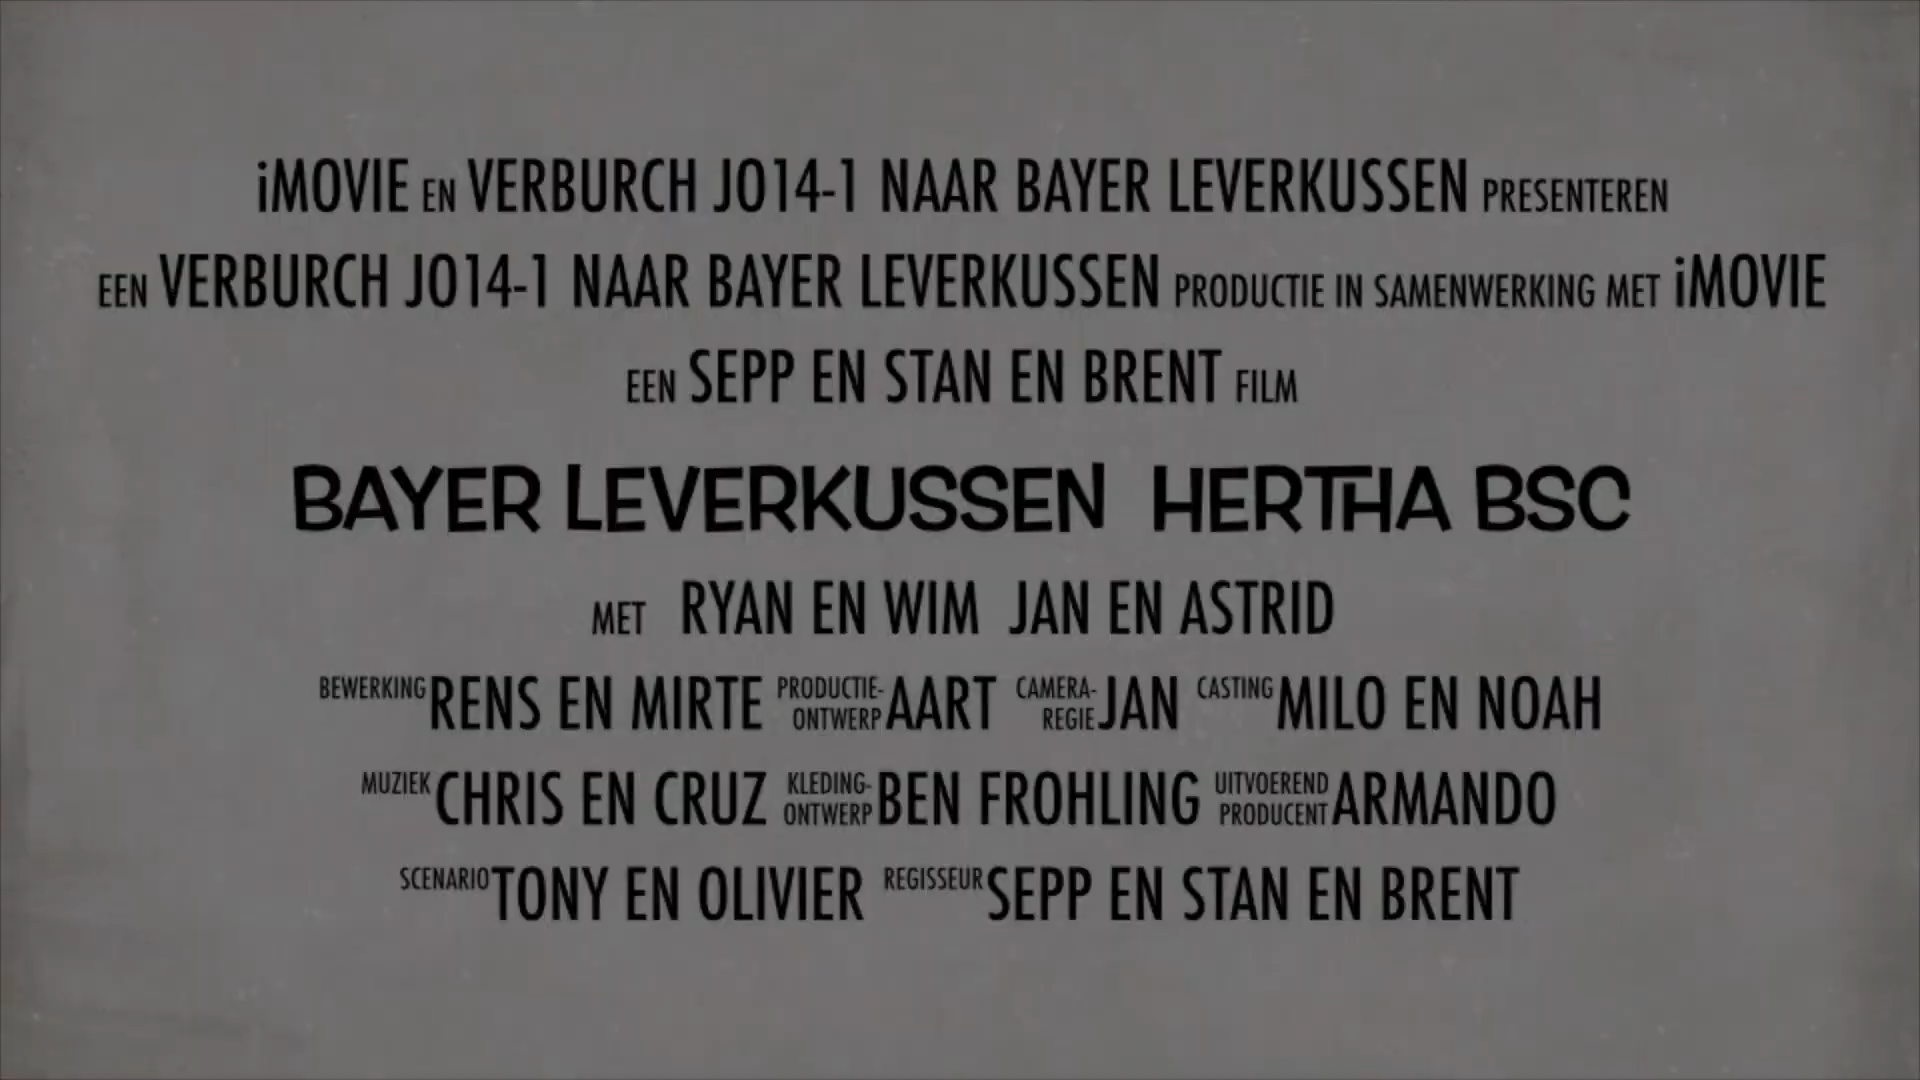 iMOVIE EN VERBURCH JO14-1 NAAR BAYER LEVERKUSSEN PRESENTEREN
EEN VERBURCH JO14-1 NAAR BAYER LEVERKUSSEN PRODUCTIE IN SAMENWERKING MET iMOVIE
EEN SEPP EN STAN EN BRENT FILM
BAYER LEVERKUSSEN HERTHA BSC
MET RYAN EN WIM JAN EN ASTRID
BEWERKING RENS EN MIRTE PRODUCTIE-ONTWERP AART CAMERA-REGIE JAN CASTING MILO EN NOAH
MUZIEK CHRIS EN CRUZ KLEDING-ONTWERP BEN FROHLING UITVOEREND PRODUCENT ARMANDO
SCENARIO TONY EN OLIVIER REGISSEUR SEPP EN STAN EN BRENT